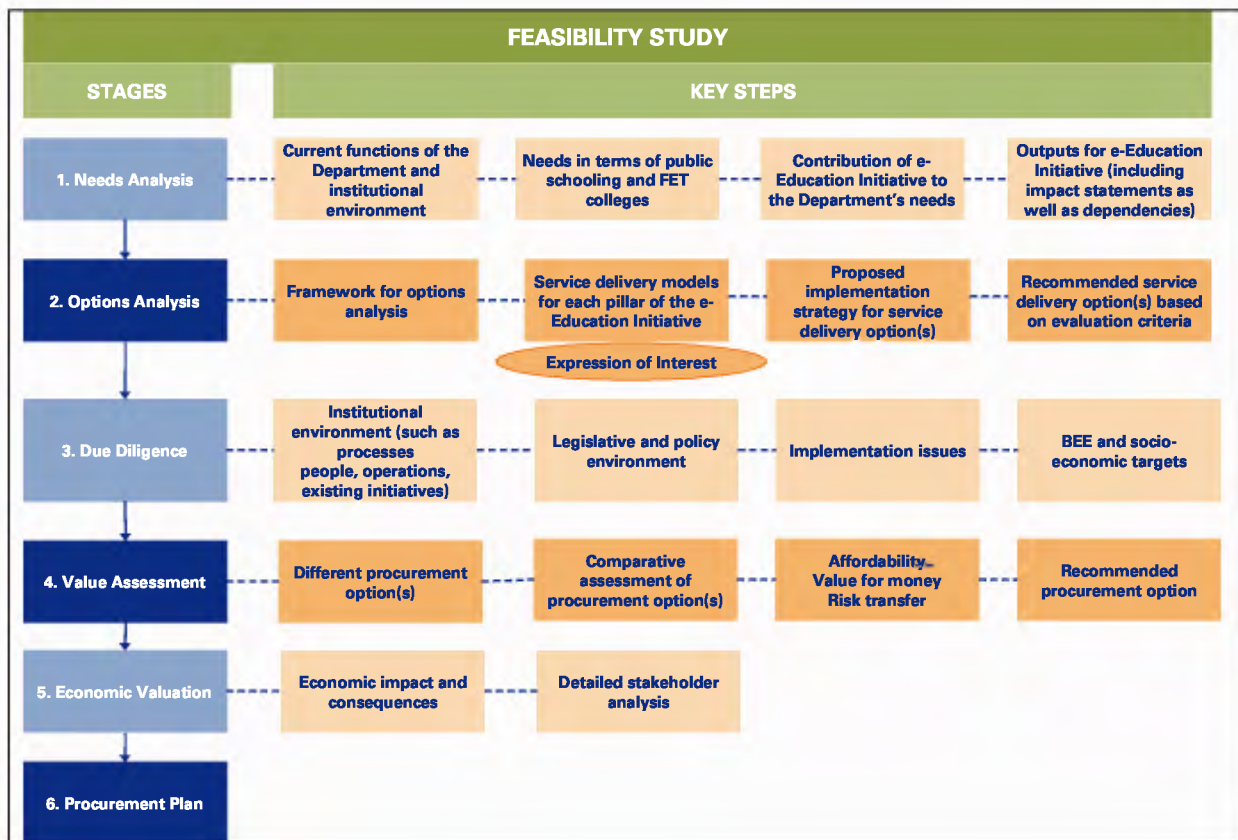 FEASIBILITY STUDY
STAGES
KEY STEPS
1. Needs Analysis
Current functions of the
Department and
institutional
environment
Needs in terms of public
schooling and FET
colleges
Contribution of e-
Education Initiative to
the Department's needs
Outputs for e-Education
Initiative (including
impact statements as
well as dependencies)
2. Options Analysis
Framework for options
analysis
Service delivery models
for each pillar of the e-
Education Initiative
Proposed
implementation
strategy for service
delivery option(s)
Recommended service
delivery option(s) based
on evaluation criteria
Expression of Interest
3. Due Diligence
Institutional
environment (such as
processes
people, operations,
existing initiatives)
Legislative and policy
environment
Implementation issues
BEE and socio-
economic targets
4. Value Assessment
Different procurement
option(s)
Comparative
assessment of
procurement option(s)
Affordability
Value for money
Risk transfer
Recommended
procurement option
5. Economic Valuation
Economic impact and
consequences
Detailed stakeholder
analysis
6. Procurement Plan